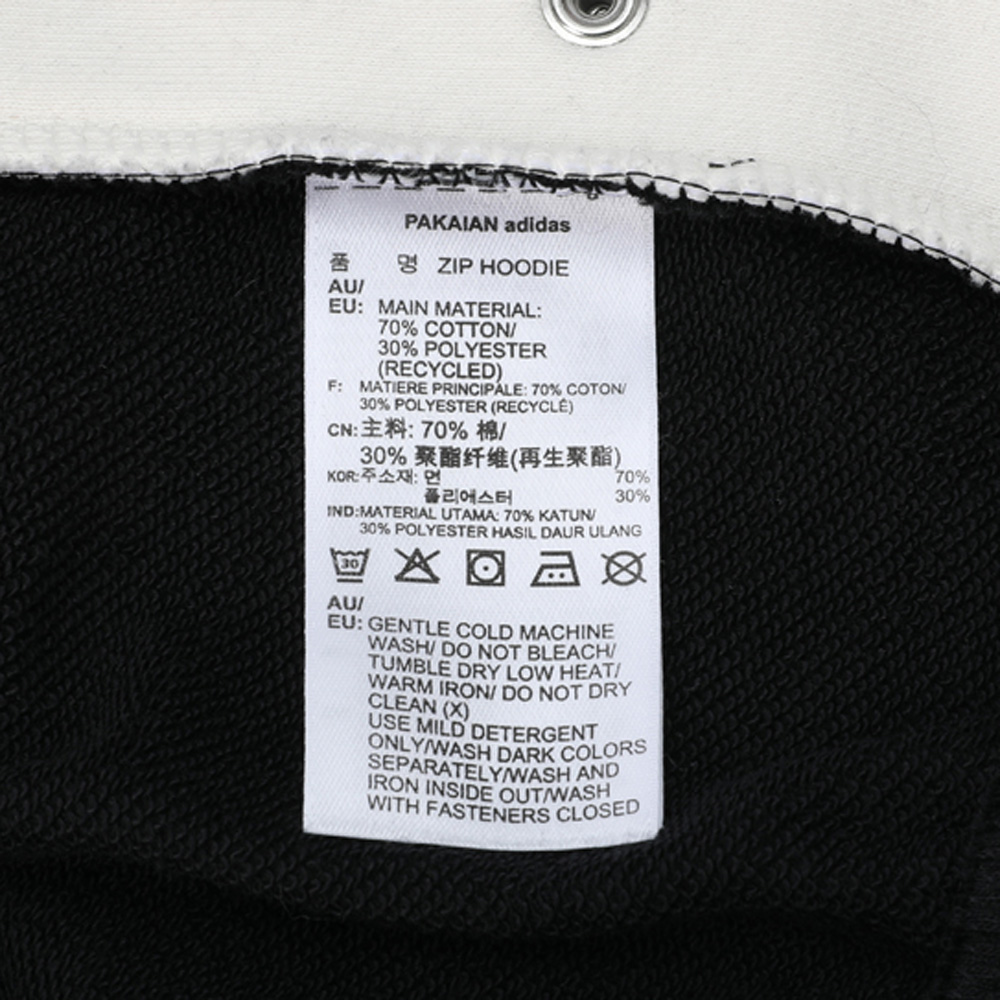 PAKAIAN adidas
품 명 ZIP HOODIE
AU/
EU: MAIN MATERIAL:
70% COTTON/
30% POLYESTER
(RECYCLED)
F: MATIERE PRINCIPALE: 70% COTON/
30% POLYESTER (RECYCLÉ)
CN: 主料: 70% 棉/
30% 聚酯纤维(再生聚酯)
KOR: 주소재: 면 70%
폴리에스터 30%
IND: MATERIAL UTAMA: 70% KATUN/
30% POLYESTER HASIL DAUR ULANG
30
AU/
EU: GENTLE COLD MACHINE
WASH/ DO NOT BLEACH/
TUMBLE DRY LOW HEAT/
WARM IRON/ DO NOT DRY
CLEAN (X)
USE MILD DETERGENT
ONLY/WASH DARK COLORS
SEPARATELY/WASH AND
IRON INSIDE OUT/WASH
WITH FASTENERS CLOSED